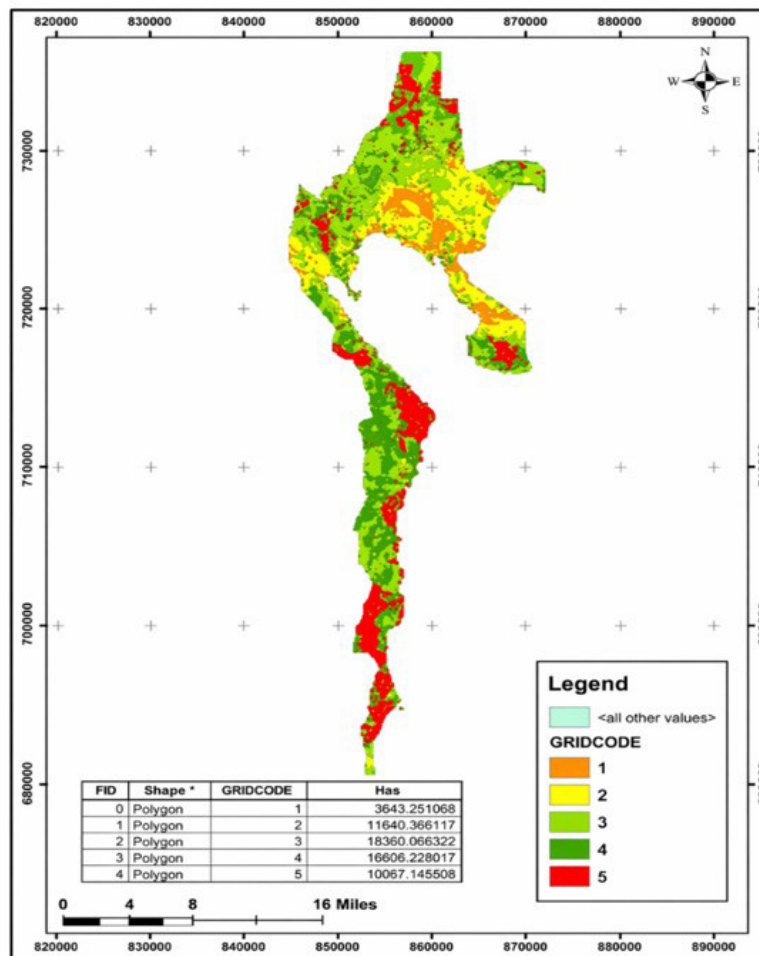 820000 830000 840000 850000 860000 870000 880000 890000
N
W E
S
730000
720000
710000
700000
680000
Legend
<all other values>
GRIDCODE
1
2
3
4
5
FID Shape * GRIDCODE Has
0 Polygon 1 3643.251068
1 Polygon 2 11640.366117
2 Polygon 3 18360.066322
3 Polygon 4 16606.228017
4 Polygon 5 10067.145508
0 4 8 16 Miles
820000 830000 840000 850000 860000 870000 880000 890000